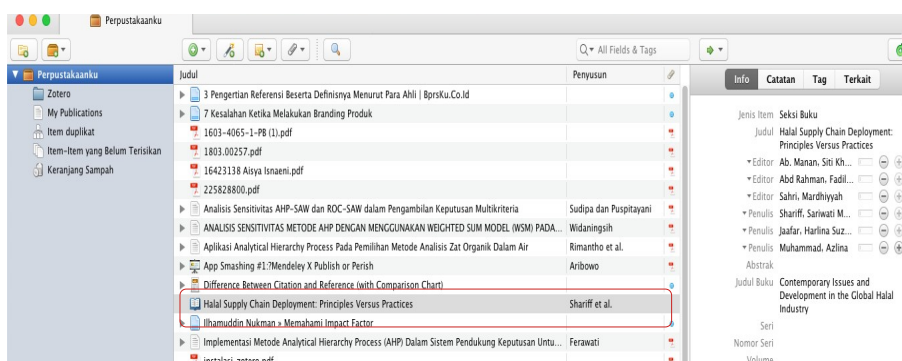 Perpustakaanku
All Fields & Tags
Perpustakaanku
Zotero
My Publications
Item duplikat
Item-Item yang Belum Terisikan
Keranjang Sampah
Judul Penyusun
3 Pengertian Referensi Beserta Definisnya Menurut Para Ahli | BprsKu.Co.Id
7 Kesalahan Ketika Melakukan Branding Produk
1603-4065-1-PB (1).pdf
1803.00257.pdf
16423138 Aisya Isnaeni.pdf
225828800.pdf
Analisis Sensitivitas AHP-SAW dan ROC-SAW dalam Pengambilan Keputusan Multikriteria Sudipa dan Puspitayani
ANALISIS SENSITIVITAS METODE AHP DENGAN MENGGUNAKAN WEIGHTED SUM MODEL (WSM) PADA... Widaningsih
Aplikasi Analytical Hierarchy Process Pada Pemilihan Metode Analisis Zat Organik Dalam Air Rimantho et al.
App Smashing #1:?Mendeley X Publish or Perish Aribowo
Difference Between Citation and Reference (with Comparison Chart)
Halal Supply Chain Deployment: Principles Versus Practices Shariff et al.
Ilhamuddin Nukman » Memahami Impact Factor
Implementasi Metode Analytical Hierarchy Process (AHP) Dalam Sistem Pendukung Keputusan Untu... Ferawati
instalasi zotero.pdf
Info Catatan Tag Terkait
Jenis Item Seksi Buku
Judul Halal Supply Chain Deployment:
Principles Versus Practices
Editor Ab. Manan, Siti Kh...
Editor Abd Rahman, Fadil...
Editor Sahri, Mardhiyyah
Penulis Shariff, Sariwati M...
Penulis Jaafar, Harlina Suz...
Penulis Muhammad, Azlina
Abstrak
Judul Buku Contemporary Issues and
Development in the Global Halal
Industry
Seri
Nomor Seri
Volume